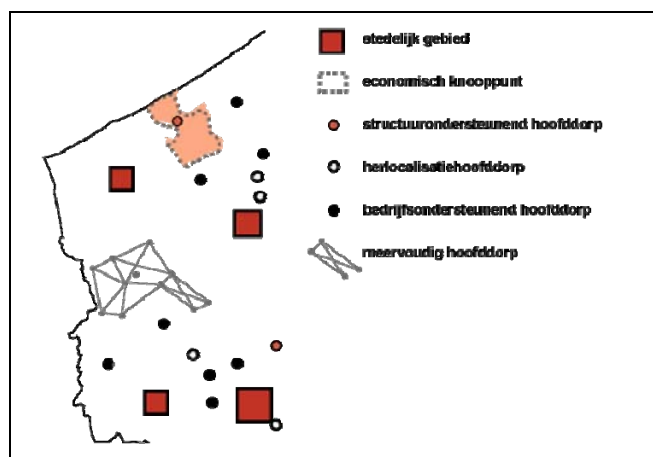 stedelijk gebied
economisch knooppunt
structuurondersteunend hoofddorp
herlocalisatiehoofddorp
bedrijfsondersteunend hoofddorp
meervoudig hoofddorp